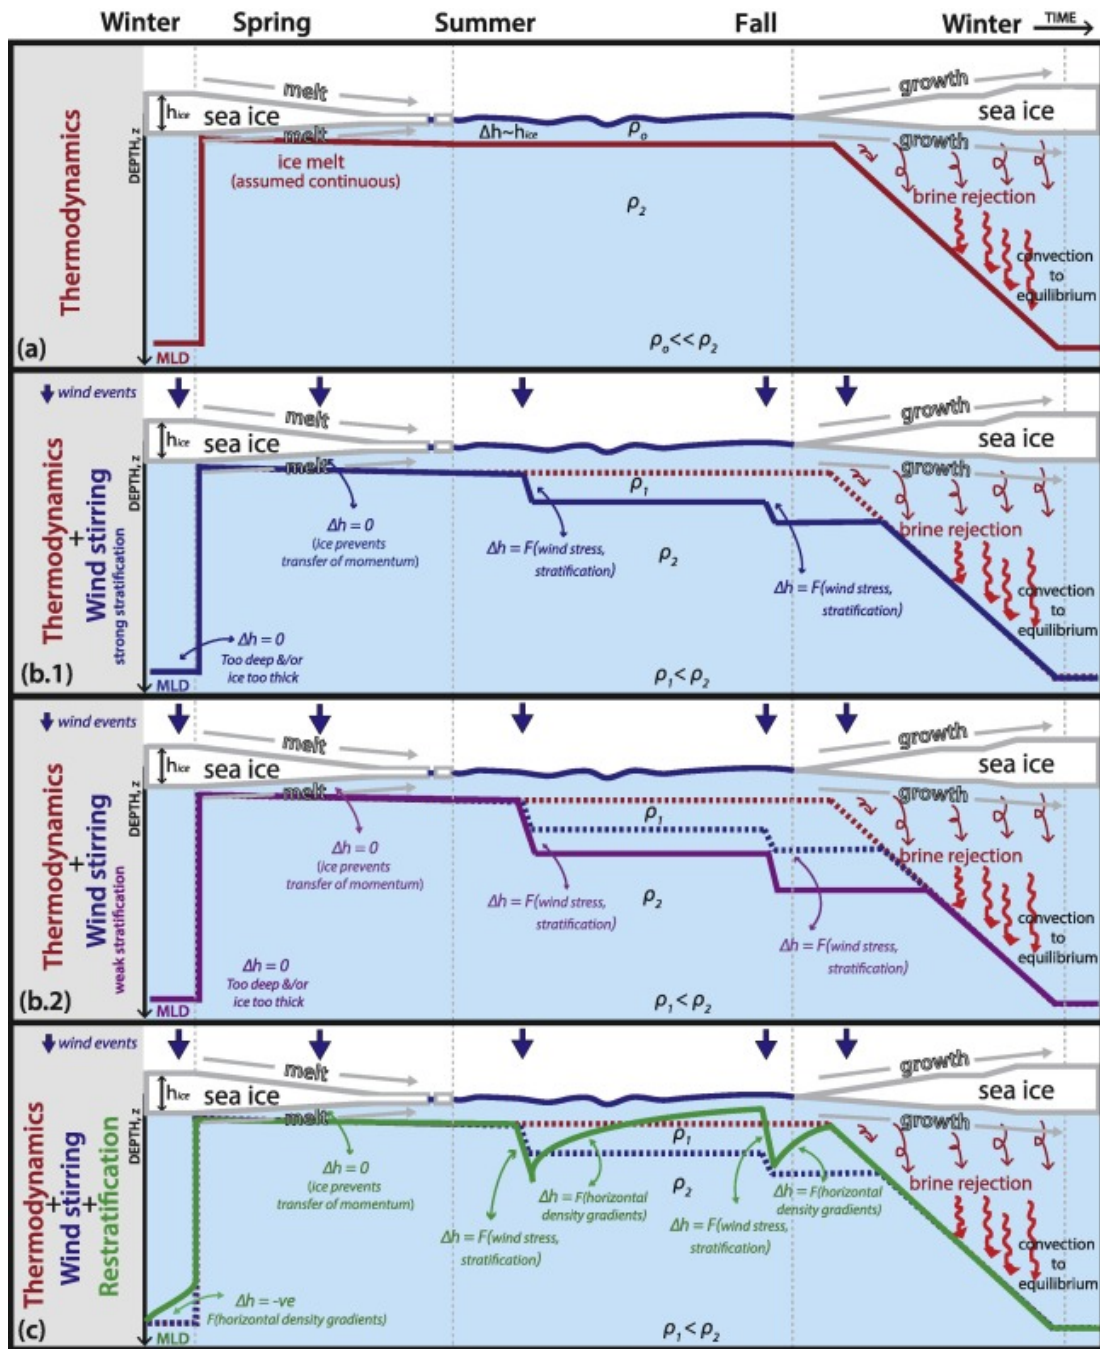 Winter Spring Summer Fall Winter TIME
Thermodynamics
(a)
DEPTH, z
hice
sea ice
melt
melt
ice melt
(assumed continuous)
Δh~hice
ρo
ρ2
ρo<< ρ2
growth
sea ice
growth
brine rejection
convection
to
equilibrium
MLD
wind events
Thermodynamics
+
Wind stirring
strong stratification
(b.1)
DEPTH, z
hice
sea ice
melt
melt
Δh = 0
(ice prevents
transfer of momentum)
Δh = 0
Too deep &/or
ice too thick
Δh = F(wind stress,
stratification)
ρ1
ρ2
Δh = F(wind stress,
stratification)
ρ1< ρ2
growth
sea ice
growth
brine rejection
convection
to
equilibrium
MLD
wind events
Thermodynamics
+
Wind stirring
weak stratification
(b.2)
DEPTH, z
hice
sea ice
melt
melt
Δh = 0
(ice prevents
transfer of momentum)
Δh = 0
Too deep &/or
ice too thick
Δh = F(wind stress,
stratification)
ρ1
ρ2
Δh = F(wind stress,
stratification)
ρ1< ρ2
growth
sea ice
growth
brine rejection
convection
to
equilibrium
MLD
wind events
Thermodynamics
+
Wind stirring
+
Restratification
(c)
DEPTH, z
hice
sea ice
melt
melt
Δh = 0
(ice prevents
transfer of momentum)
Δh = -ve
F(horizontal density gradients)
Δh = F(wind stress,
stratification)
Δh = F(horizontal
density gradients)
ρ1
ρ2
Δh = F(wind stress,
stratification)
Δh = F(horizontal
density gradients)
ρ1< ρ2
growth
sea ice
growth
brine rejection
convection
to
equilibrium
MLD